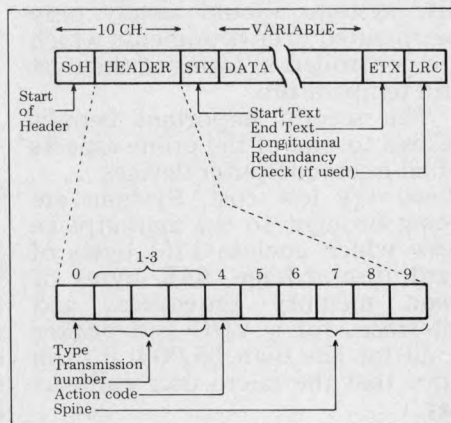 10 CH. VARIABLE
SoH HEADER STX DATA ETX LRC
Start
of
Header
Start Text
End Text
Longitudinal
Redundancy
Check (if used)
0 1-3 4 5 6 7 8 9
Type
Transmission
number
Action code
Spine